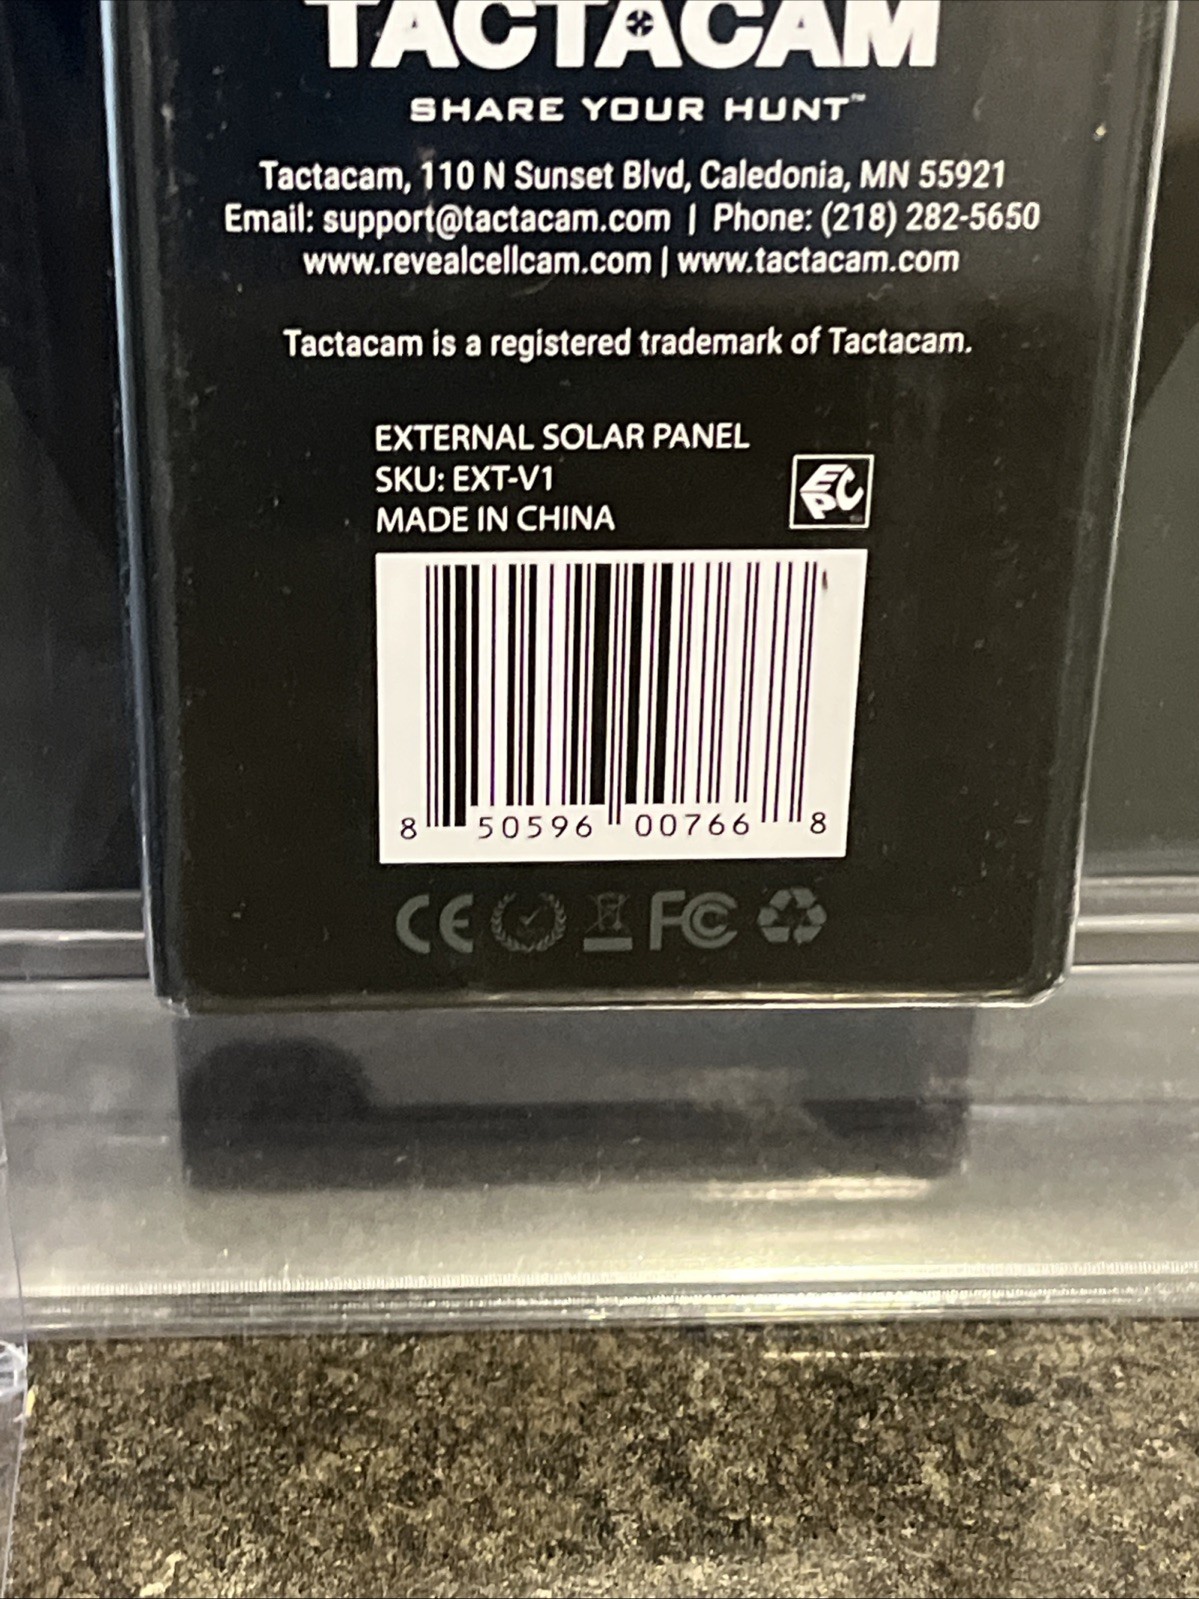 TACTACAM
SHARE YOUR HUNT™
Tactacam, 110 N Sunset Blvd, Caledonia, MN 55921
Email: support@tactacam.com | Phone: (218) 282-5650
www.revealcellcam.com | www.tactacam.com
Tactacam is a registered trademark of Tactacam.
EXTERNAL SOLAR PANEL
SKU: EXT-V1
MADE IN CHINA
EPC
8 50596 00766 8
CE FC